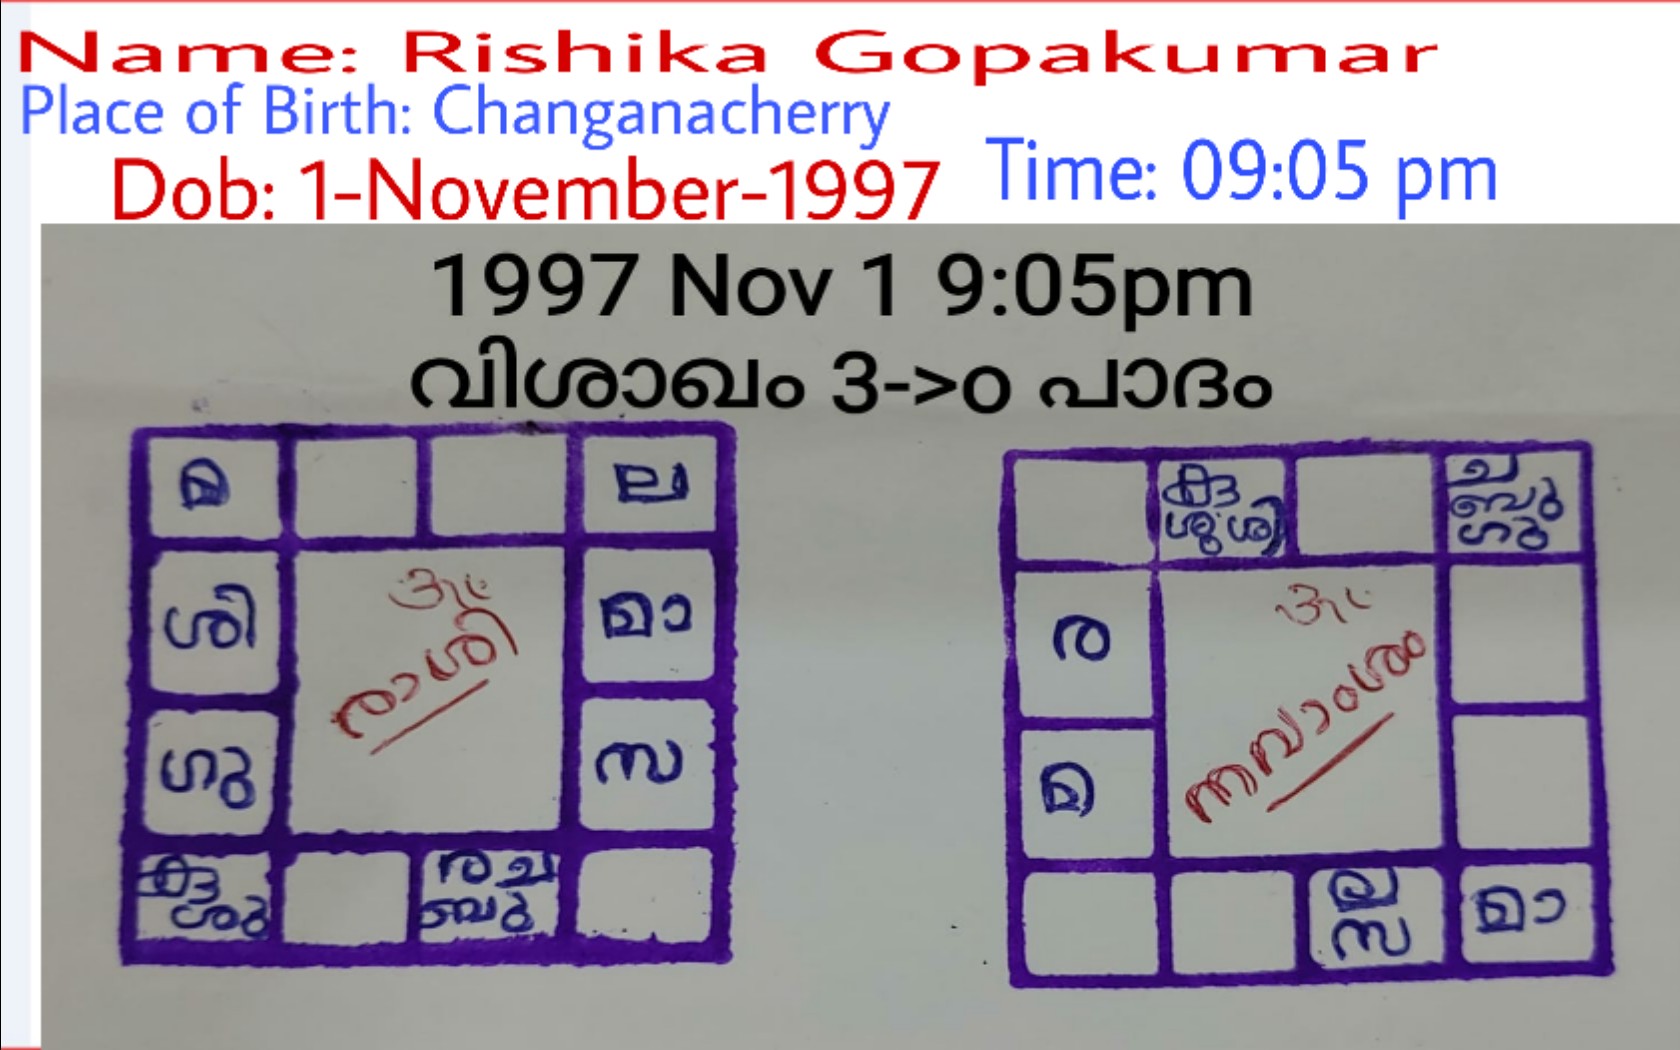 Name: Rishika Gopakumar
Place of Birth: Changanacherry
Dob: 1-November-1997 Time: 09:05 pm
1997 Nov 1 9:05pm
വിശാഖം 3->o പാദം
മ
ല
ശി
മാ
ഗു
സ
കു
ശു
ര ച
ബു
രാശി
കു
ശു ശി
ച
ബു
ഗു
ര
മ
ല
സ
മാ
നവാംശം